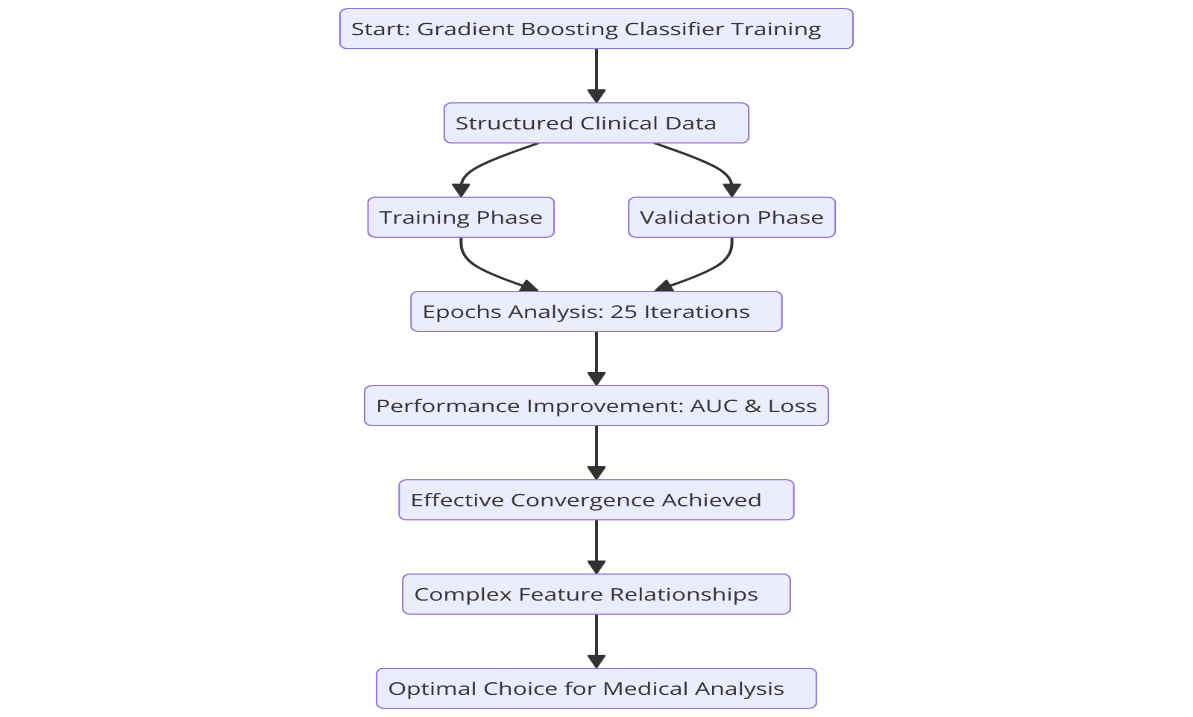 Start: Gradient Boosting Classifier Training
Structured Clinical Data
Training Phase
Validation Phase
Epochs Analysis: 25 Iterations
Performance Improvement: AUC & Loss
Effective Convergence Achieved
Complex Feature Relationships
Optimal Choice for Medical Analysis